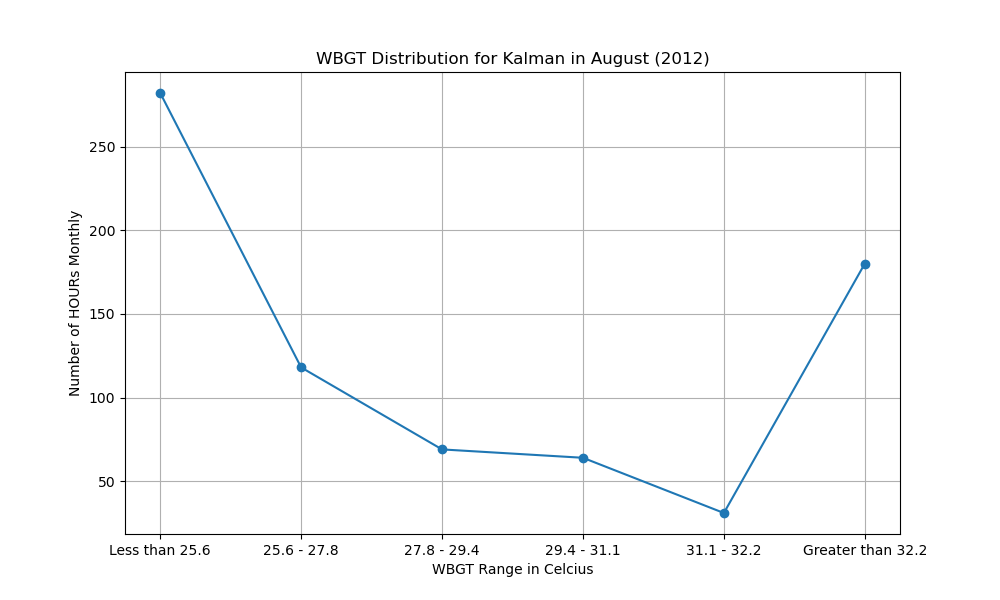 WBGT Distribution for Kalman in August (2012)
Number of HOURs Monthly
250
200
150
100
50
Less than 25.6
25.6 - 27.8
27.8 - 29.4
29.4 - 31.1
31.1 - 32.2
Greater than 32.2
WBGT Range in Celcius